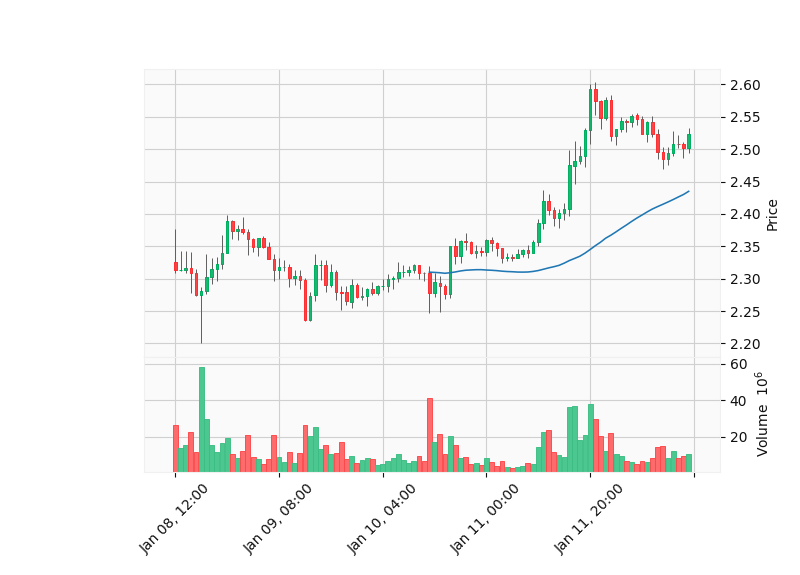 2.60
2.55
2.50
2.45
2.40
2.35
2.30
2.25
2.20
Price
60
40
20
Volume 10⁶
Jan 08, 12:00
Jan 09, 08:00
Jan 10, 04:00
Jan 11, 00:00
Jan 11, 20:00